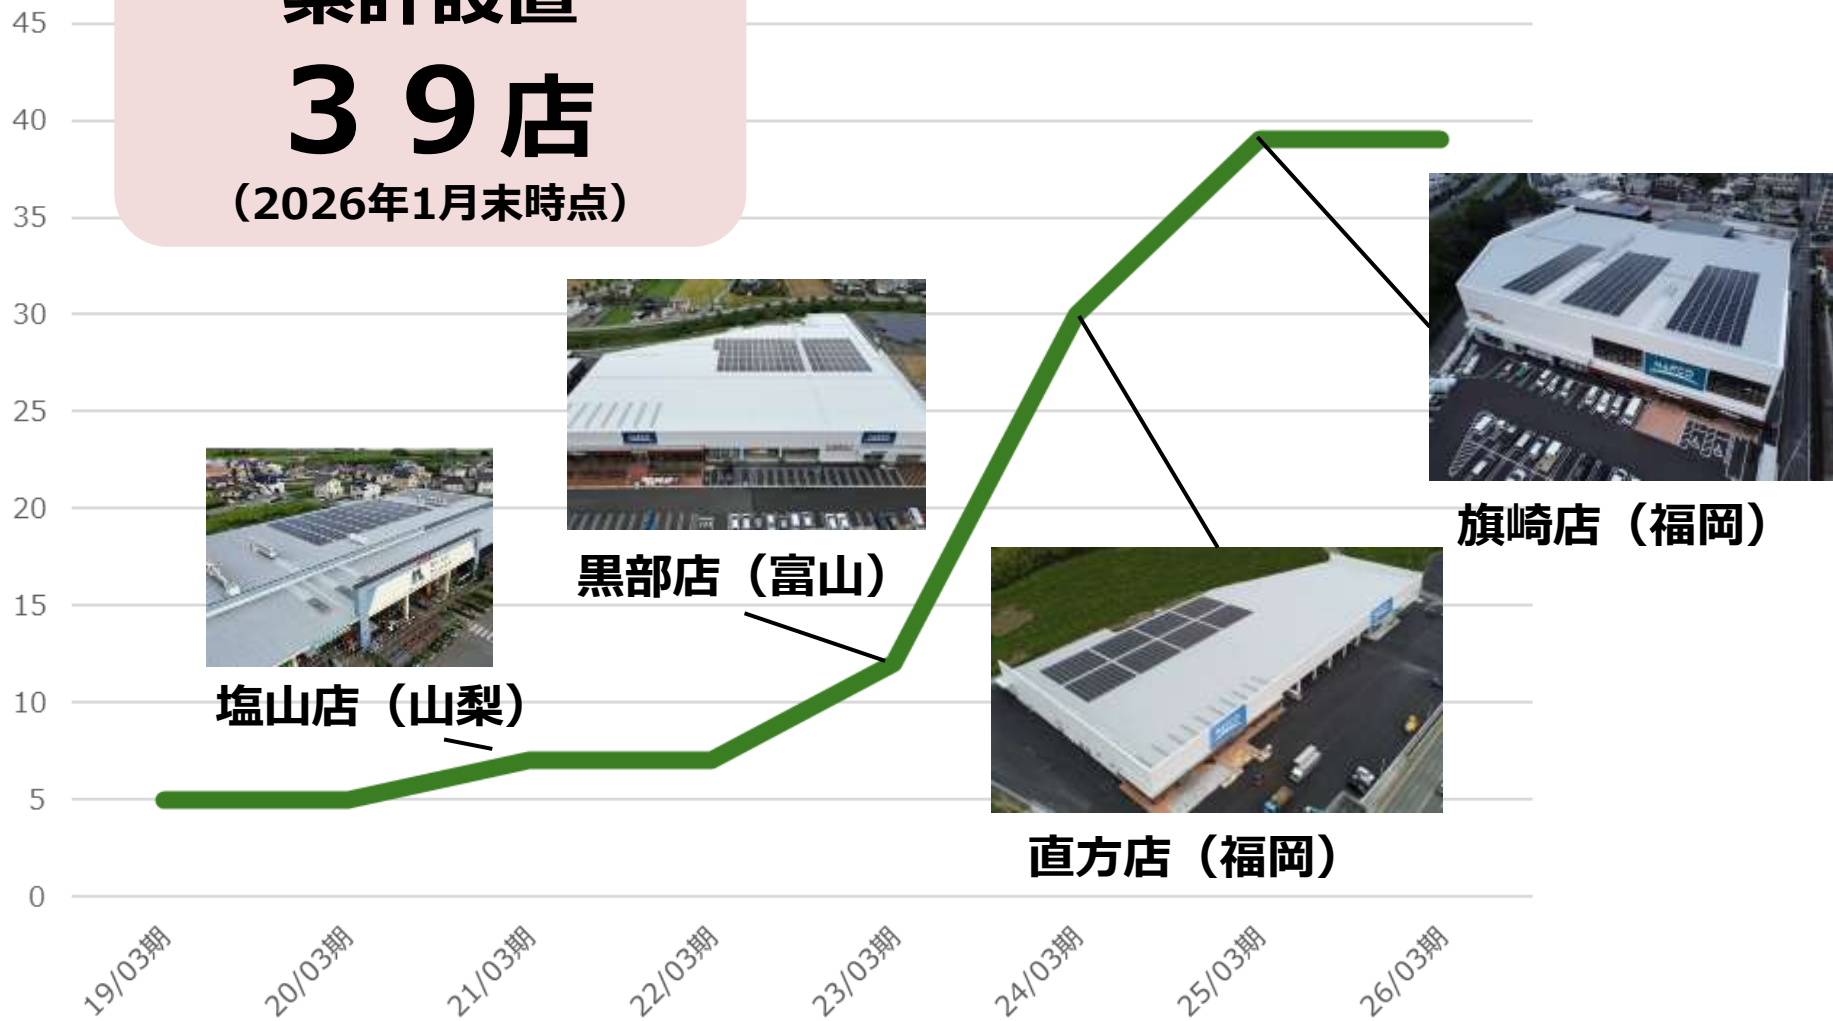 累計設置
３９店
（2026年1月末時点）
45
40
35
30
25
20
15
10
5
0
塩山店（山梨）
黒部店（富山）
直方店（福岡）
旗崎店（福岡）
19/03期
20/03期
21/03期
22/03期
23/03期
24/03期
25/03期
26/03期